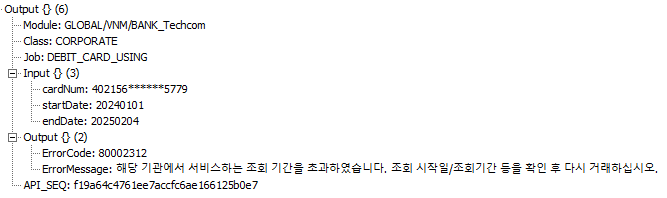 Output {} (6)
Module: GLOBAL/VNM/BANK_Techcom
Class: CORPORATE
Job: DEBIT_CARD_USING
Input {} (3)
cardNum: 402156******5779
startDate: 20240101
endDate: 20250204
Output {} (2)
ErrorCode: 80002312
ErrorMessage: 해당 기관에서 서비스하는 조회 기간을 초과하였습니다. 조회 시작일/조회기간 등을 확인 후 다시 거래하십시오.
API_SEQ: f19a64c4761ee7accfc6ae166125b0e7